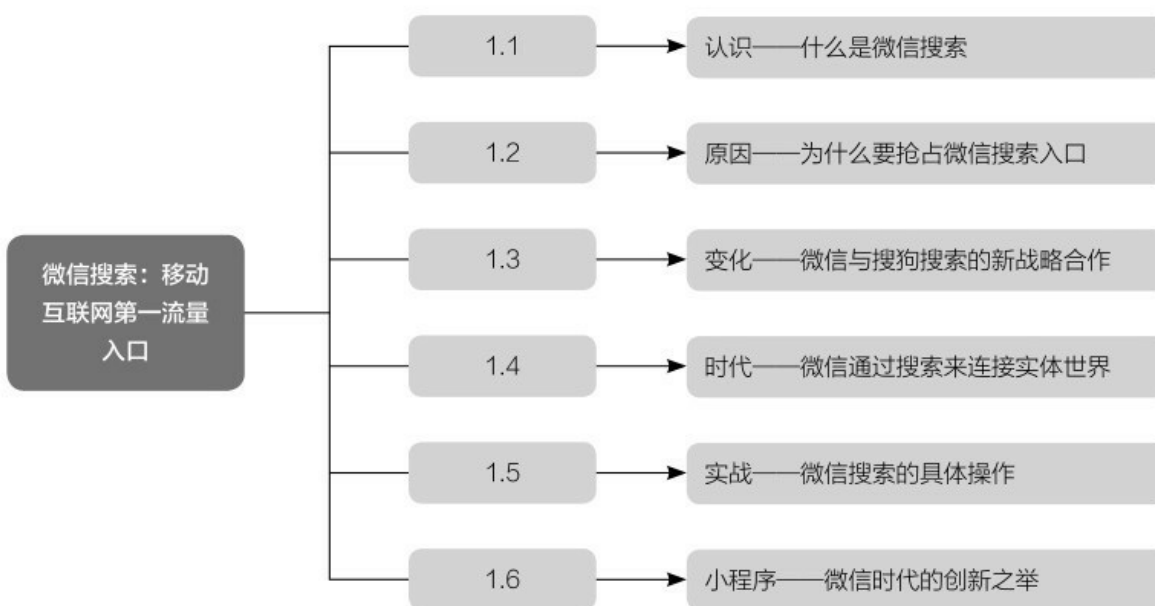 微信搜索：移动
互联网第一流量
入口
1.1
认识——什么是微信搜索
1.2
原因——为什么要抢占微信搜索入口
1.3
变化——微信与搜狗搜索的新战略合作
1.4
时代——微信通过搜索来连接实体世界
1.5
实战——微信搜索的具体操作
1.6
小程序——微信时代的创新之举